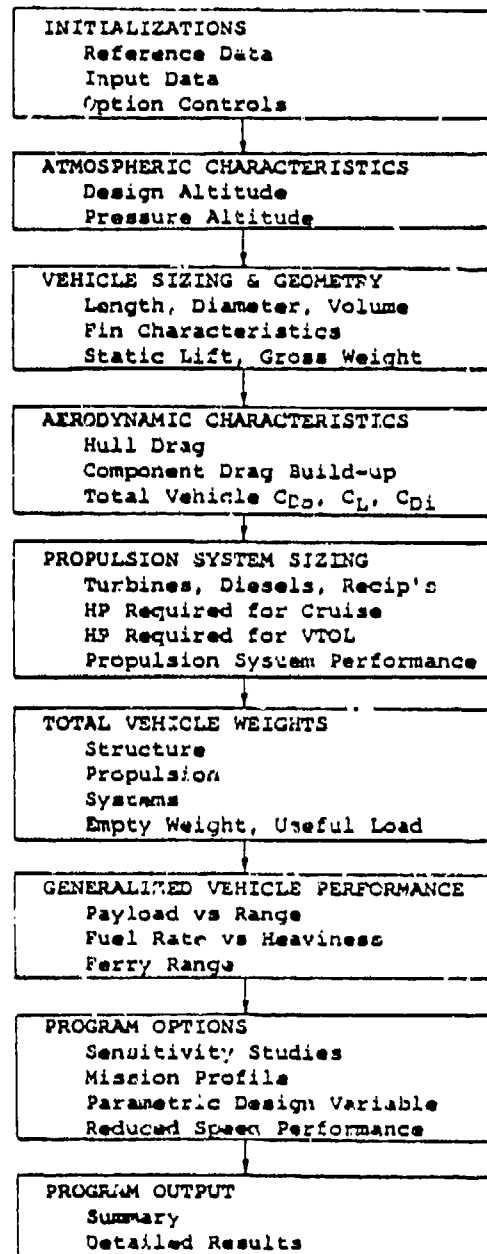 INITIALIZATIONS
Reference Data
Input Data
Option Controls
ATMOSPHERIC CHARACTERISTICS
Design Altitude
Pressure Altitude
VEHICLE SIZING & GEOMETRY
Length, Diameter, Volume
Fin Characteristics
Static Lift, Gross Weight
AERODYNAMIC CHARACTERISTICS
Hull Drag
Component Drag Build-up
Total Vehicle CDo, CL, CDi
PROPULSION SYSTEM SIZING
Turbines, Diesels, Recip's
HP Required for Cruise
HP Required for VTOL
Propulsion System Performance
TOTAL VEHICLE WEIGHTS
Structure
Propulsion
Systems
Empty Weight, Useful Load
GENERALIZED VEHICLE PERFORMANCE
Payload vs Range
Fuel Rate vs Heaviness
Ferry Range
PROGRAM OPTIONS
Sensitivity Studies
Mission Profile
Parametric Design Variable
Reduced Speed Performance
PROGRAM OUTPUT
Summary
Detailed Results